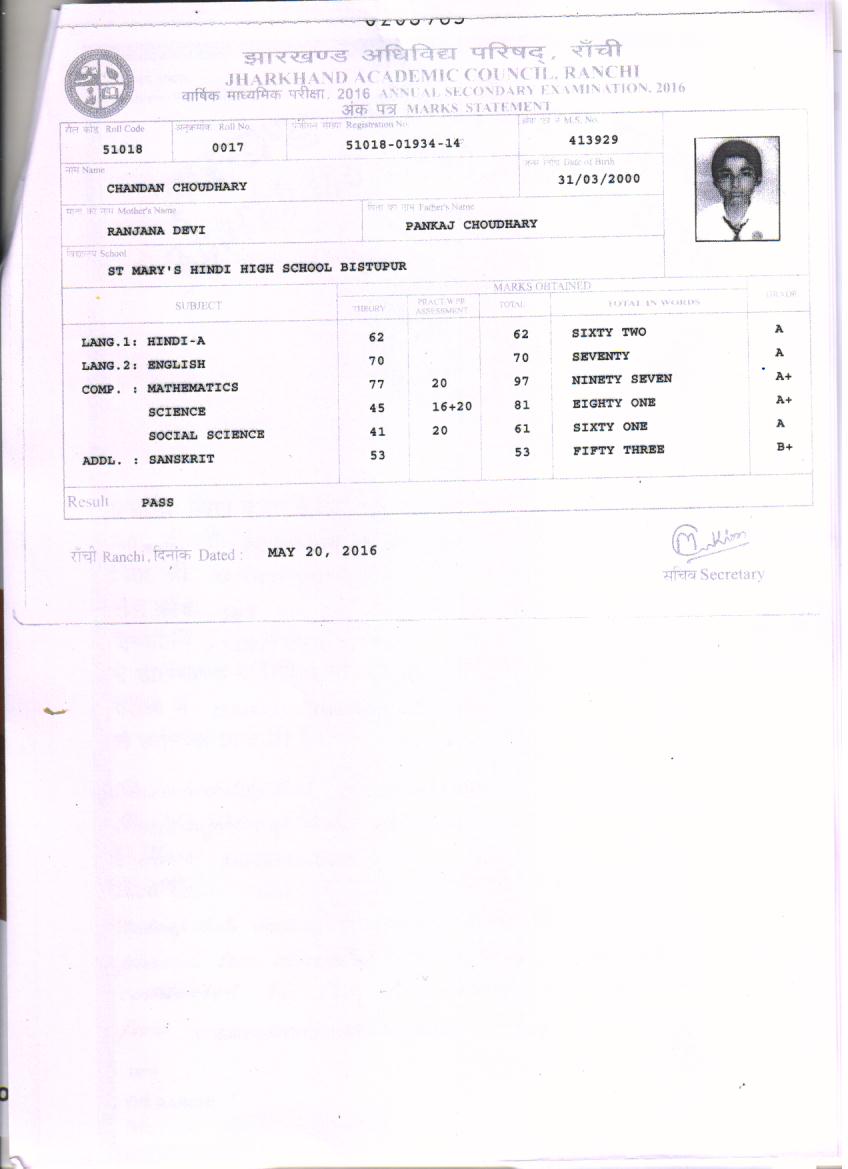 झारखण्ड अधिविद्य परिषद्, राँची
JHARKHAND ACADEMIC COUNCIL, RANCHI
वार्षिक माध्यमिक परीक्षा, 2016 ANNUAL SECONDARY EXAMINATION, 2016
अंक पत्र MARKS STATEMENT
रौल कोड Roll Code अनुक्रमांक Roll No. Registration No. M.S. No.
51018 0017 51018-01934-14 413929
नाम Name Date of Birth
CHANDAN CHOUDHARY 31/03/2000
माता का नाम Mother's Name पिता का नाम Father's Name
RANJANA DEVI PANKAJ CHOUDHARY
विद्यालय School
ST MARY'S HINDI HIGH SCHOOL BISTUPUR
MARKS OBTAINED
SUBJECT THEORY PRACT.W.PR ASSESSMENT TOTAL TOTAL IN WORDS GRADE
LANG.1: HINDI-A 62 62 SIXTY TWO A
LANG.2: ENGLISH 70 70 SEVENTY A
COMP. : MATHEMATICS 77 20 97 NINETY SEVEN A+
SCIENCE 45 16+20 81 EIGHTY ONE A+
SOCIAL SCIENCE 41 20 61 SIXTY ONE A
ADDL. : SANSKRIT 53 53 FIFTY THREE B+
Result PASS
राँची Ranchi, दिनांक Dated : MAY 20, 2016
सचिव Secretary